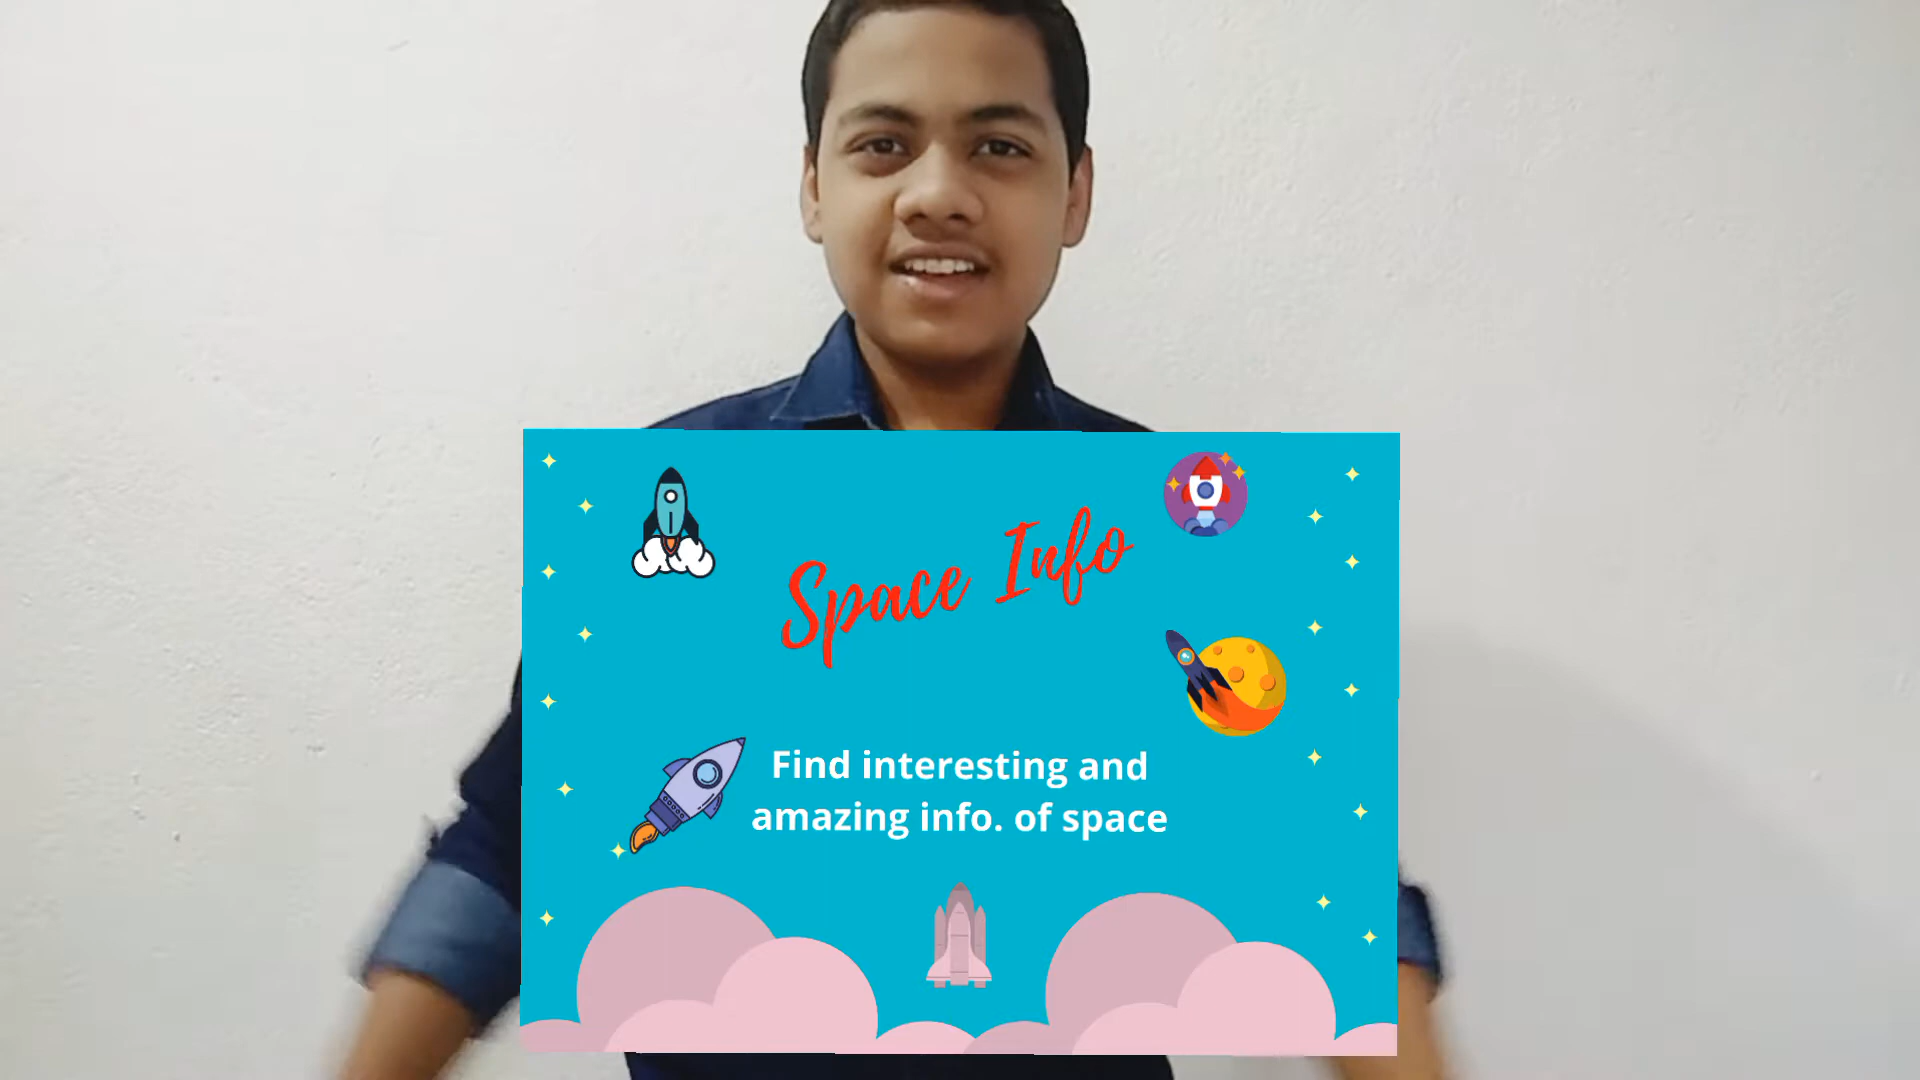 Space Info
Find interesting and
amazing info. of space